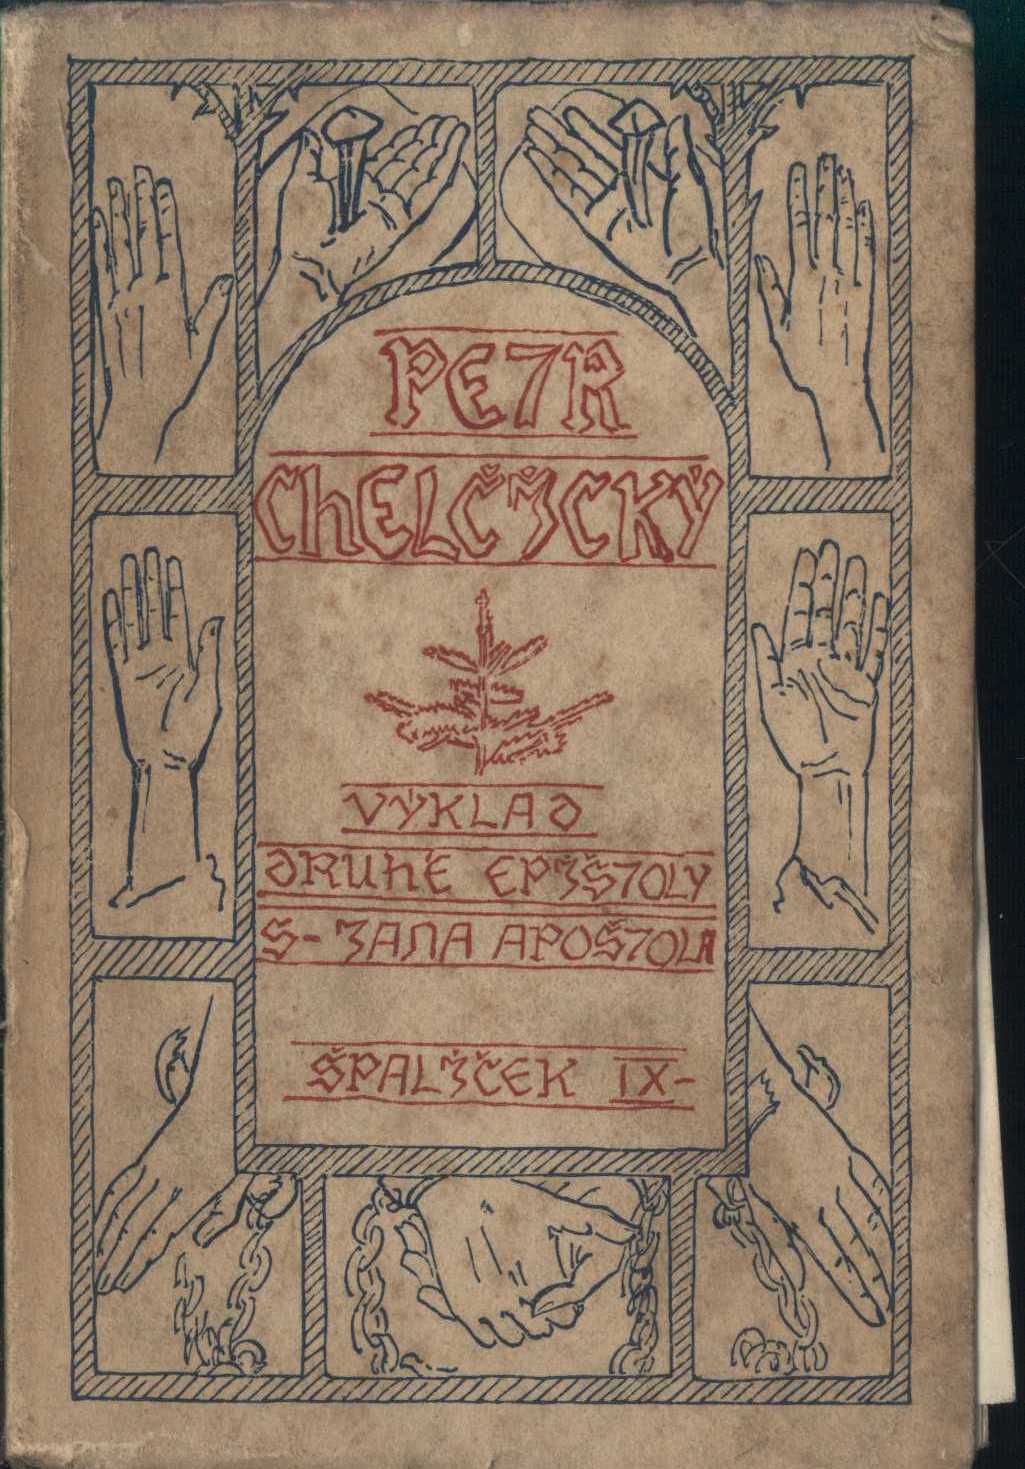 PETR
CHELČICKÝ
VÝKLAD
DRUHÉ EPIŠTOLY
S- JANA APOŠTOLA
ŠPALÍČEK IX-